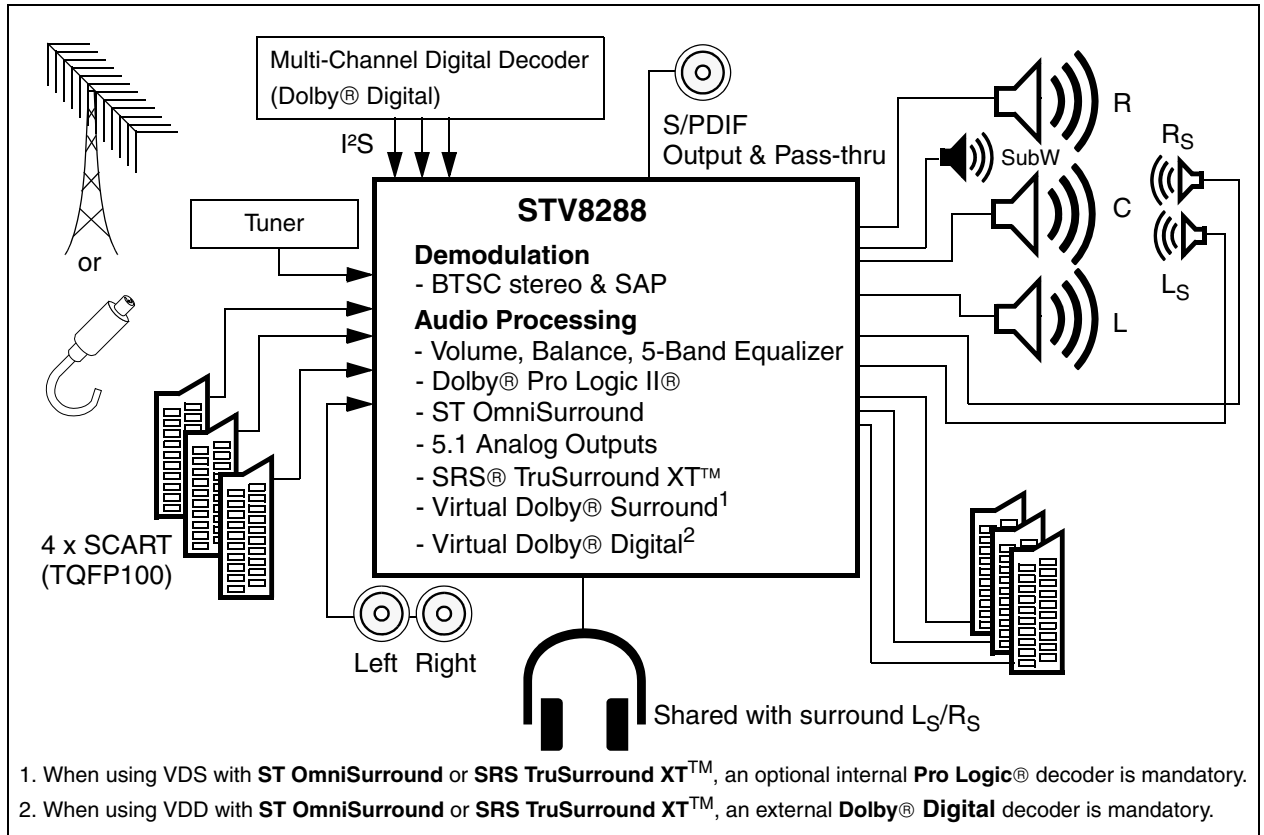 Multi-Channel Digital Decoder
(Dolby® Digital)
I²S
S/PDIF
Output & Pass-thru
R
SubW
C
L
RS
LS
Tuner
or
STV8288
Demodulation
- BTSC stereo & SAP
Audio Processing
- Volume, Balance, 5-Band Equalizer
- Dolby® Pro Logic II®
- ST OmniSurround
- 5.1 Analog Outputs
- SRS® TruSurround XT™
- Virtual Dolby® Surround¹
- Virtual Dolby® Digital²
4 x SCART
(TQFP100)
Left Right
Shared with surround LS/RS
1. When using VDS with ST OmniSurround or SRS TruSurround XT™, an optional internal Pro Logic® decoder is mandatory.
2. When using VDD with ST OmniSurround or SRS TruSurround XT™, an external Dolby® Digital decoder is mandatory.